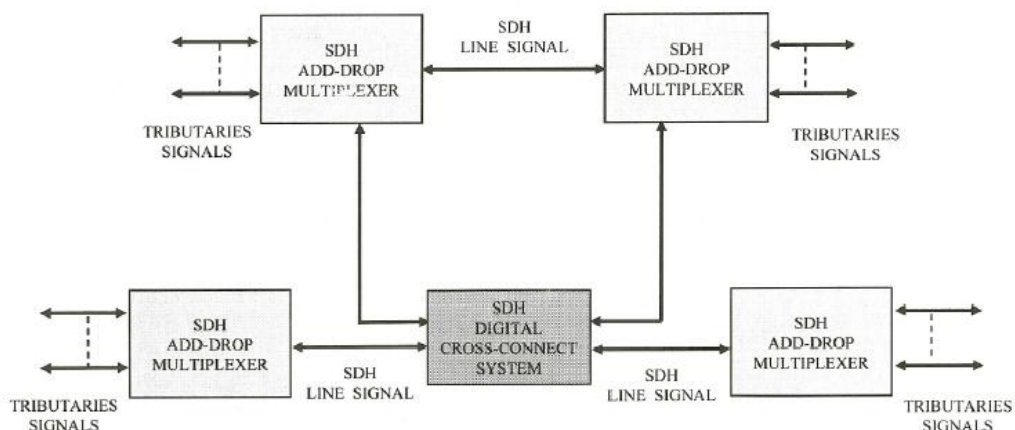 SDH
LINE SIGNAL
SDH
ADD-DROP
MULTIPLEXER
SDH
ADD-DROP
MULTIPLEXER
TRIBUTARIES
SIGNALS
TRIBUTARIES
SIGNALS
SDH
ADD-DROP
MULTIPLEXER
SDH
DIGITAL
CROSS-CONNECT
SYSTEM
SDH
ADD-DROP
MULTIPLEXER
SDH
LINE SIGNAL
SDH
LINE SIGNAL
TRIBUTARIES
SIGNALS
TRIBUTARIES
SIGNALS